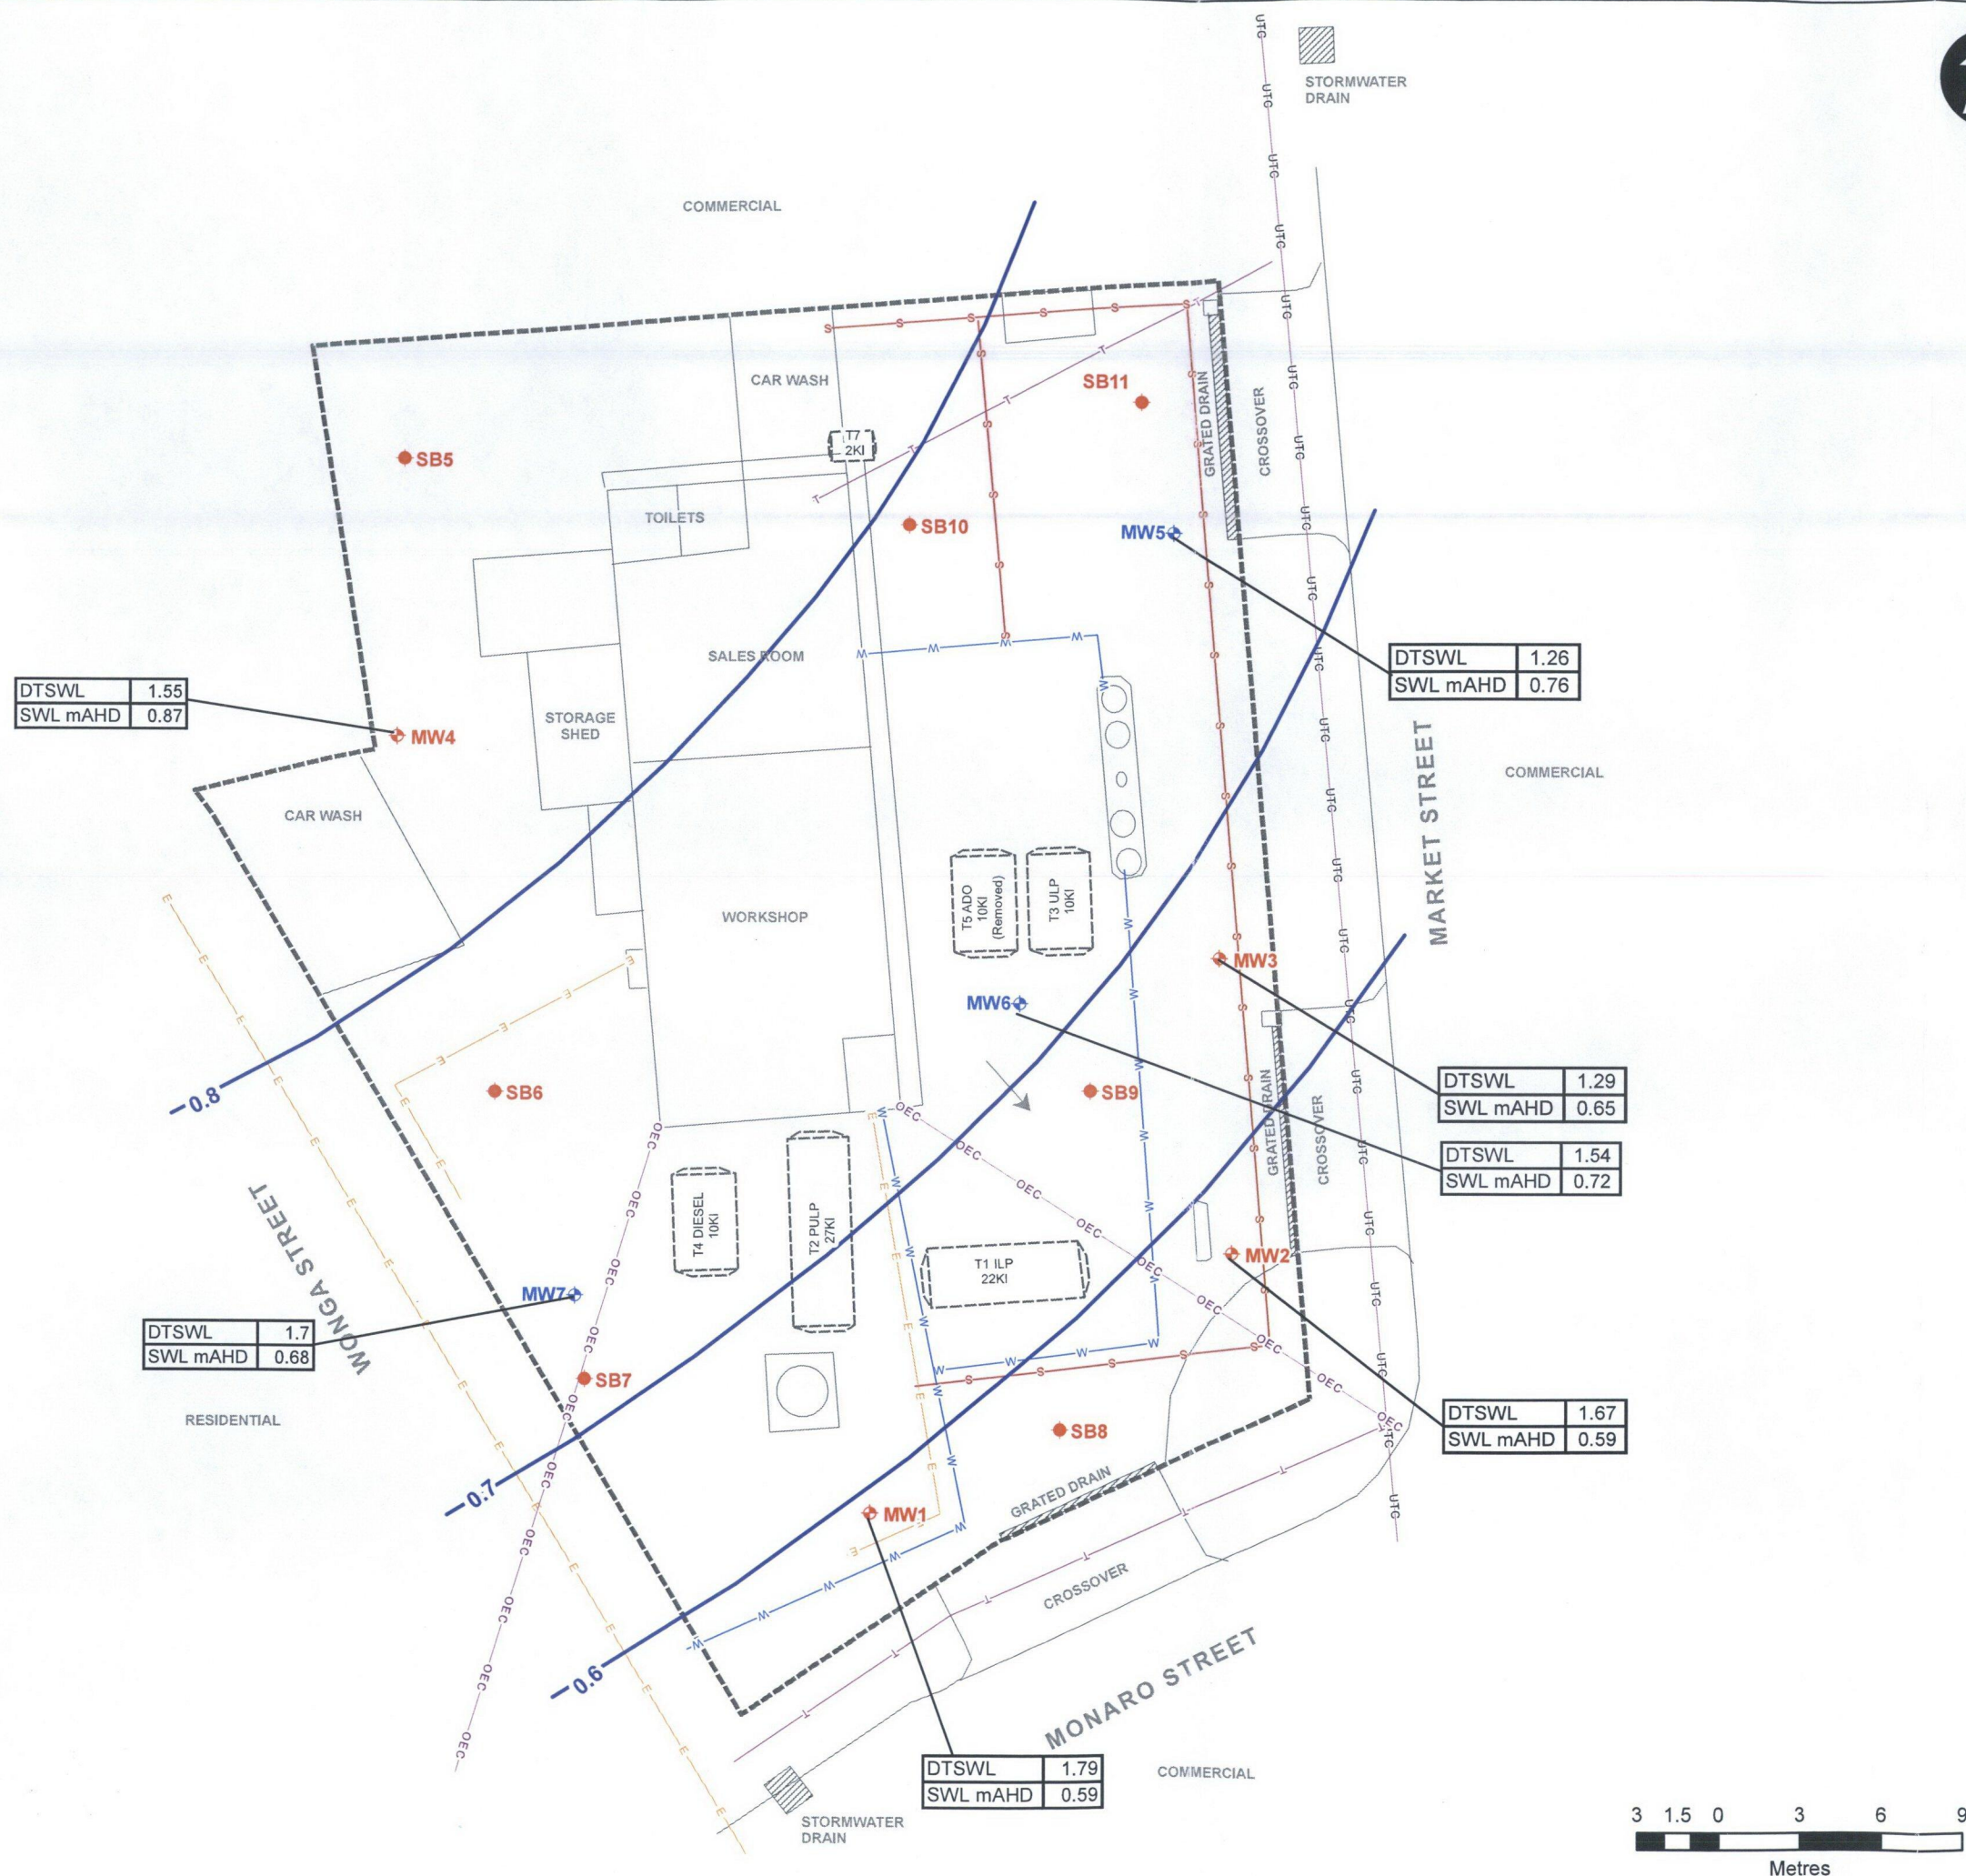 STORMWATER
DRAIN
COMMERCIAL
CAR WASH
T7
2Kl
SB11
GRATED DRAIN
CROSSOVER
SB5
TOILETS
SB10
MW5
DTSWL 1.26
SWL mAHD 0.76
SALES ROOM
DTSWL 1.55
SWL mAHD 0.87
MW4
STORAGE
SHED
MARKET STREET
COMMERCIAL
CAR WASH
WORKSHOP
T5 ADO
10Kl
(Removed)
T3 ULP
10Kl
MW3
MW6
0.8
SB6
SB9
DTSWL 1.29
SWL mAHD 0.65
GRATED DRAIN
CROSSOVER
DTSWL 1.54
SWL mAHD 0.72
WONGA STREET
T4 DIESEL
10Kl
T2 PULP
27Kl
T1 ILP
22Kl
MW2
MW7
DTSWL 1.7
SWL mAHD 0.68
SB7
RESIDENTIAL
SB8
DTSWL 1.67
SWL mAHD 0.59
0.7
GRATED DRAIN
MW1
CROSSOVER
0.6
MONARO STREET
DTSWL 1.79
SWL mAHD 0.59
COMMERCIAL
STORMWATER
DRAIN
3 1.5 0 3 6 9
Metres
UTC
OEC
S
T
W
E